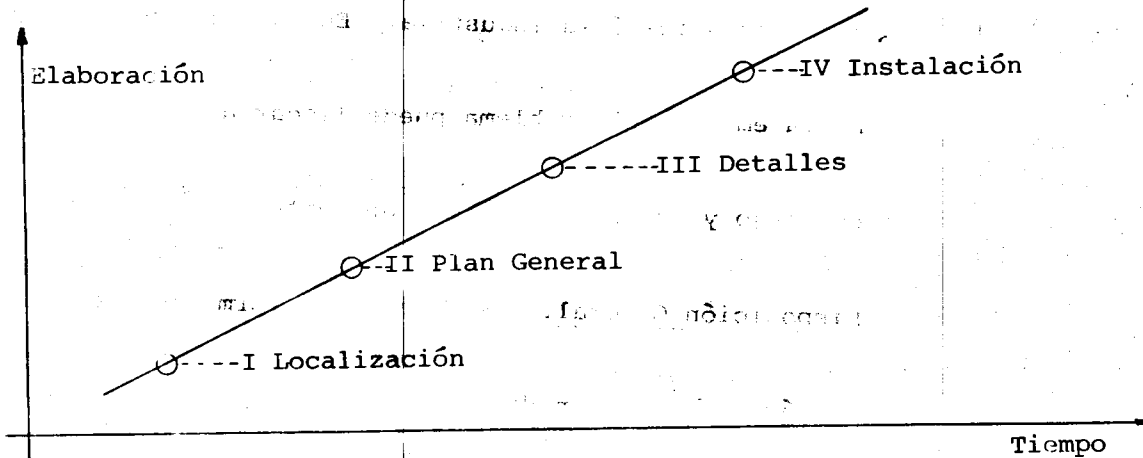 Elaboración
IV Instalación
III Detalles
II Plan General
I Localización
Tiempo